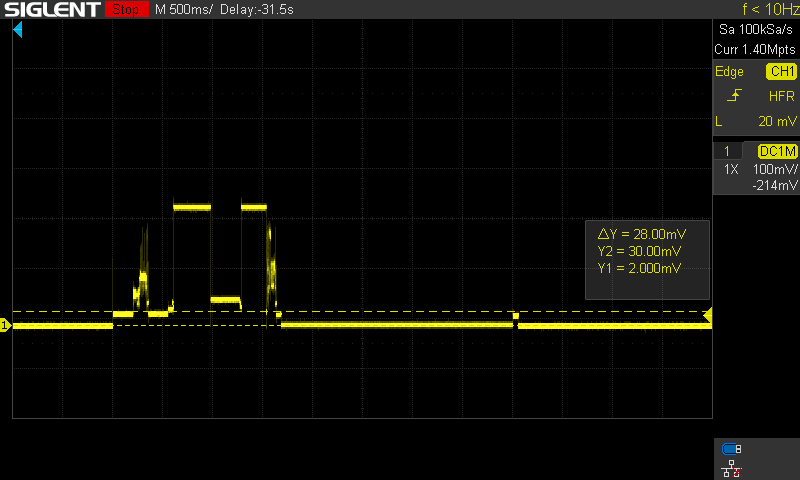 SIGLENT Stop M 500ms/ Delay:-31.5s f < 10Hz
Sa 100kSa/s
Curr 1.40Mpts
Edge CH1
HFR
L 20 mV
1 DC1M
1X 100mV/
-214mV
ΔY = 28.00mV
Y2 = 30.00mV
Y1 = 2.000mV
1